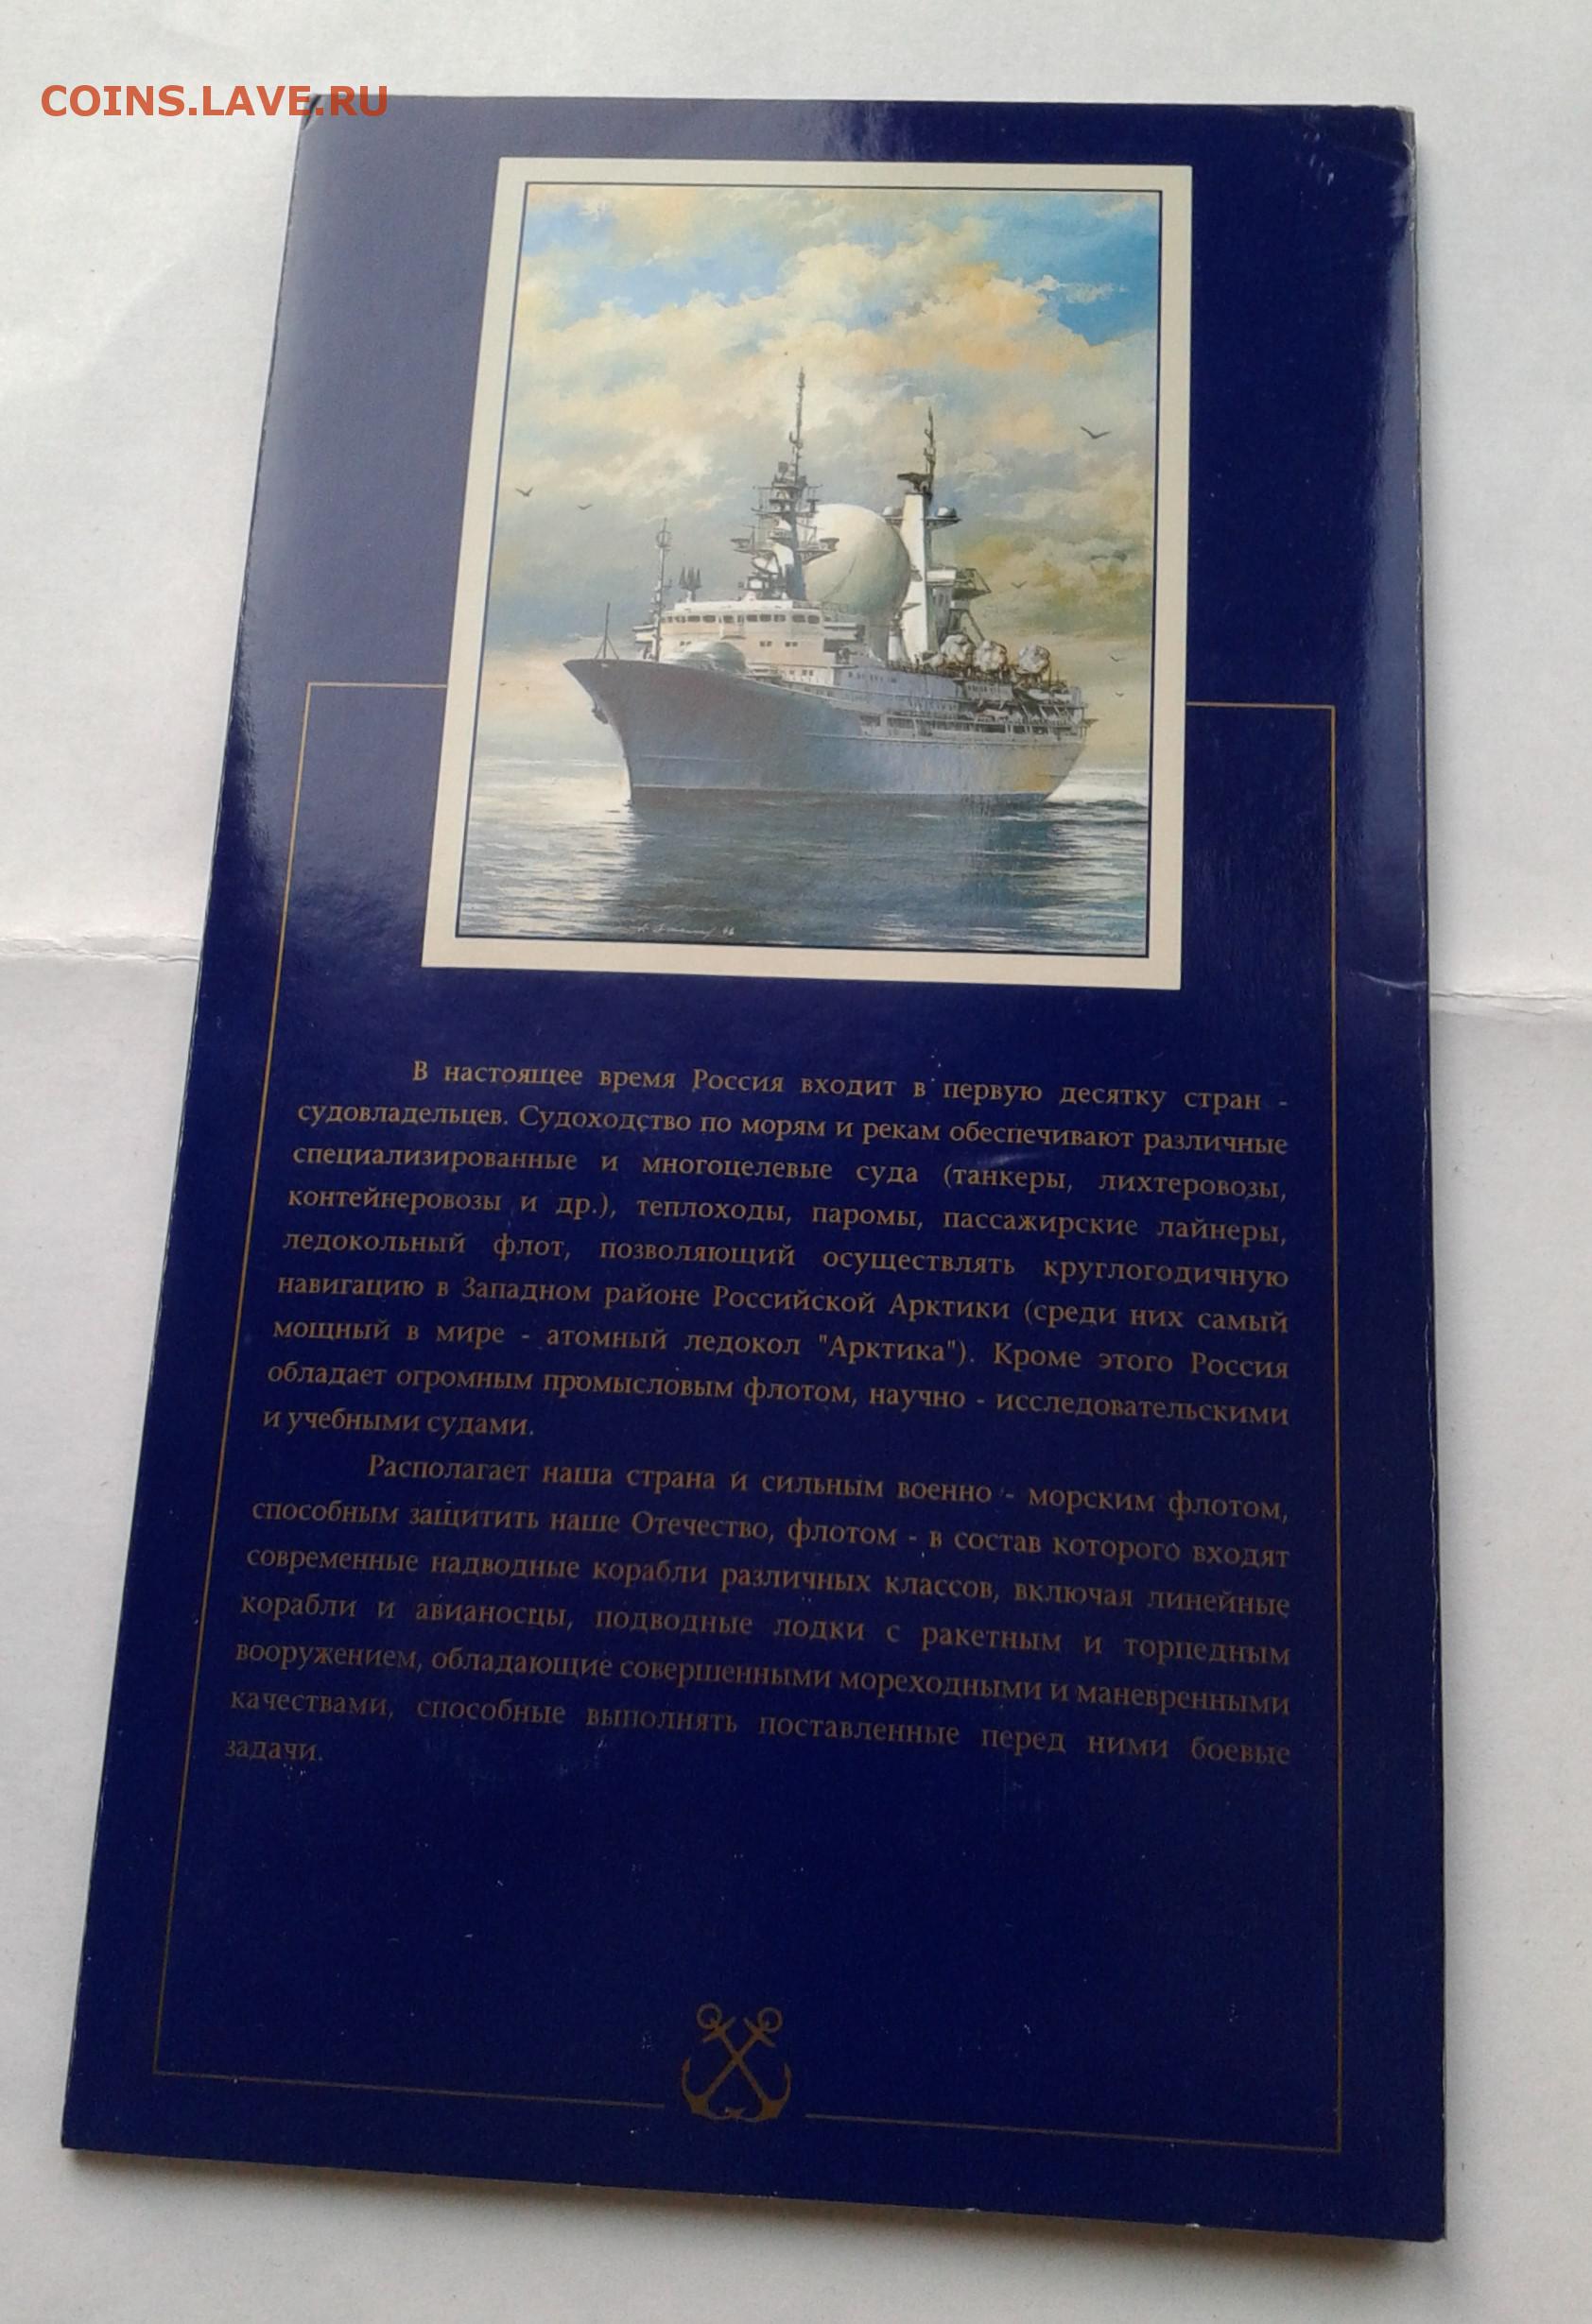 COINS.LAVE.RU
В настоящее время Россия входит в первую десятку стран -
судовладельцев. Судоходство по морям и рекам обеспечивают различные
специализированные и многоцелевые суда (танкеры, лихтеровозы,
контейнеровозы и др.), теплоходы, паромы, пассажирские лайнеры,
ледокольный флот, позволяющий осуществлять круглогодичную
навигацию в Западном районе Российской Арктики (среди них самый
мощный в мире - атомный ледокол "Арктика"). Кроме этого Россия
обладает огромным промысловым флотом, научно - исследовательскими
и учебными судами.
Располагает наша страна и сильным военно - морским флотом,
способным защитить наше Отечество, флотом - в состав которого входят
современные надводные корабли различных классов, включая линейные
корабли и авианосцы, подводные лодки с ракетным и торпедным
вооружением, обладающие совершенными мореходными и маневренными
качествами, способные выполнять поставленные перед ними боевые
задачи.